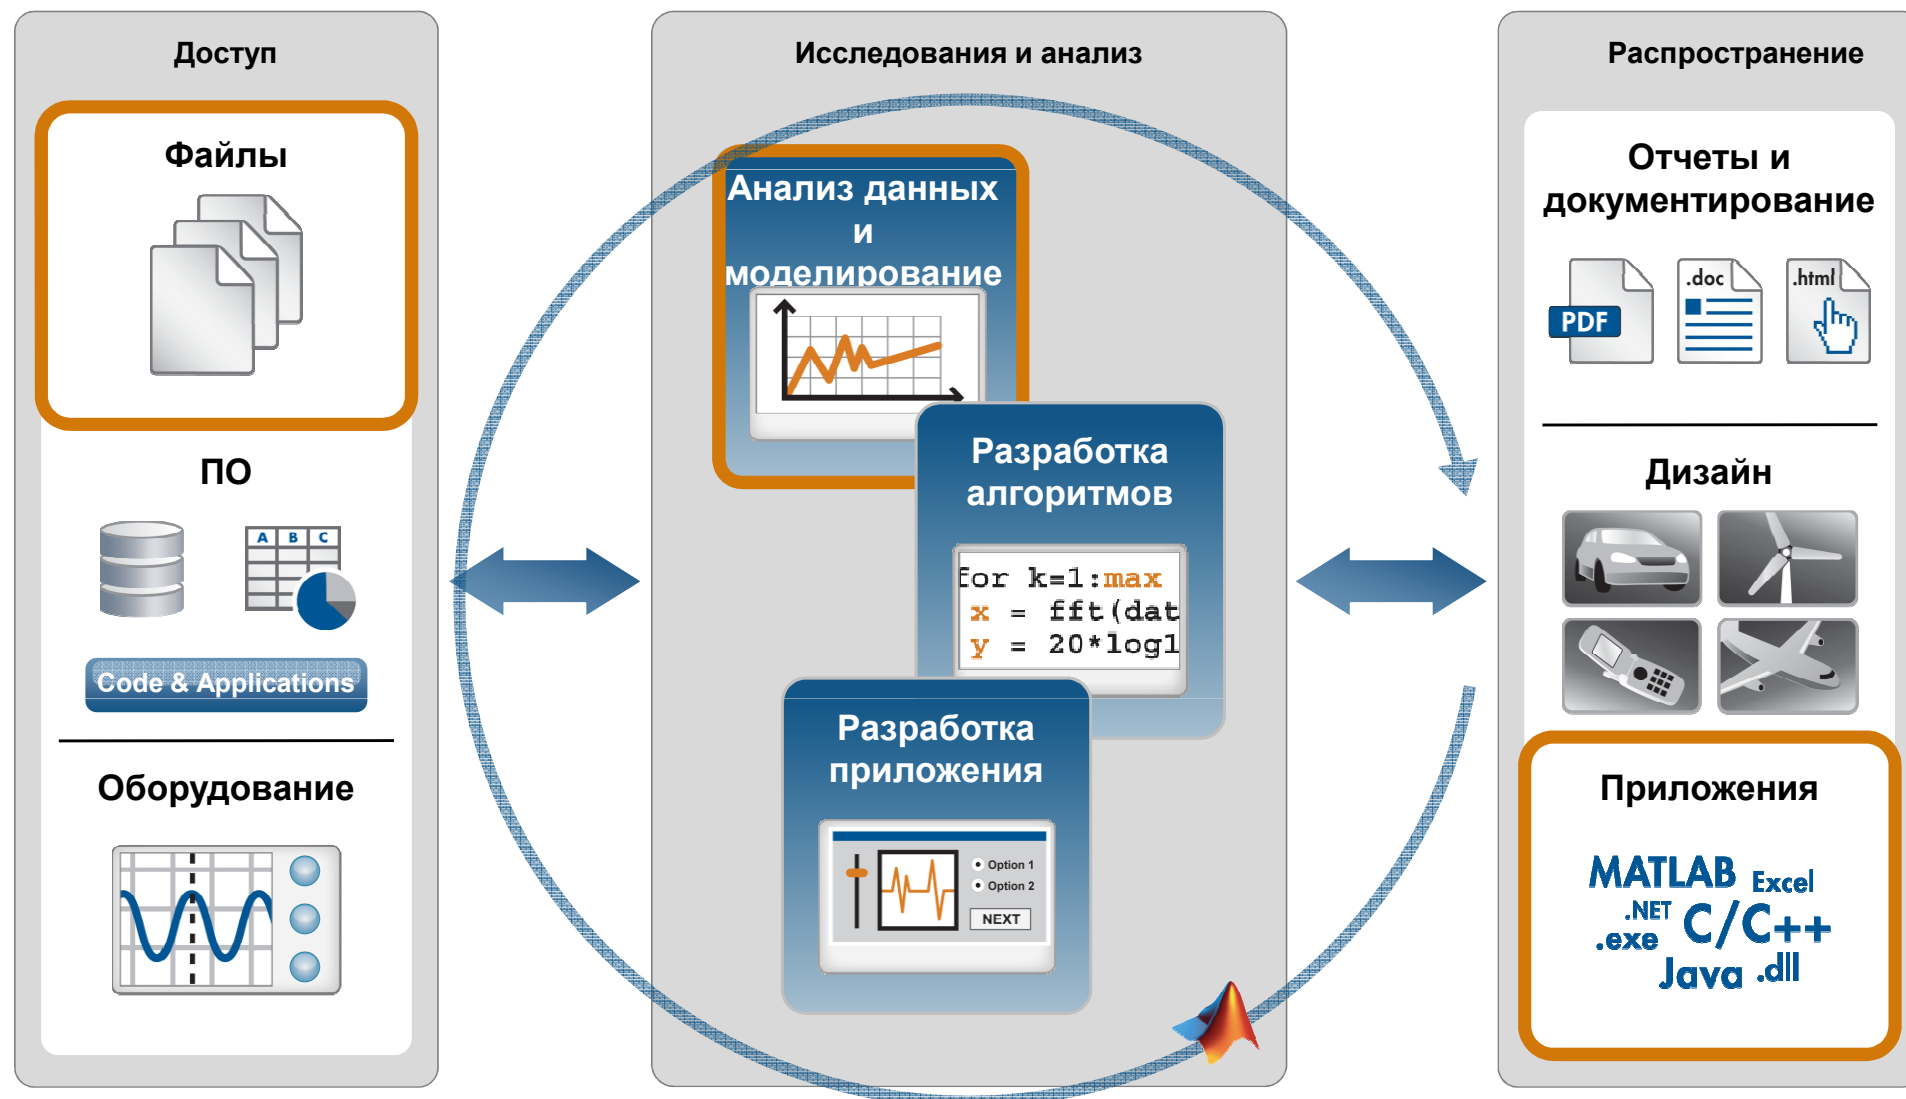 Доступ
Файлы
ПО
A B C
Code & Applications
Оборудование
Исследования и анализ
Анализ данных
и
моделирование
Разработка
алгоритмов
for k=1:max
x = fft(dat
y = 20*log1
Разработка
приложения
Option 1
Option 2
NEXT
Распространение
Отчеты и
документирование
PDF
.doc
.html
Дизайн
Приложения
MATLAB Excel
.NET C/C++
.exe
Java .dll